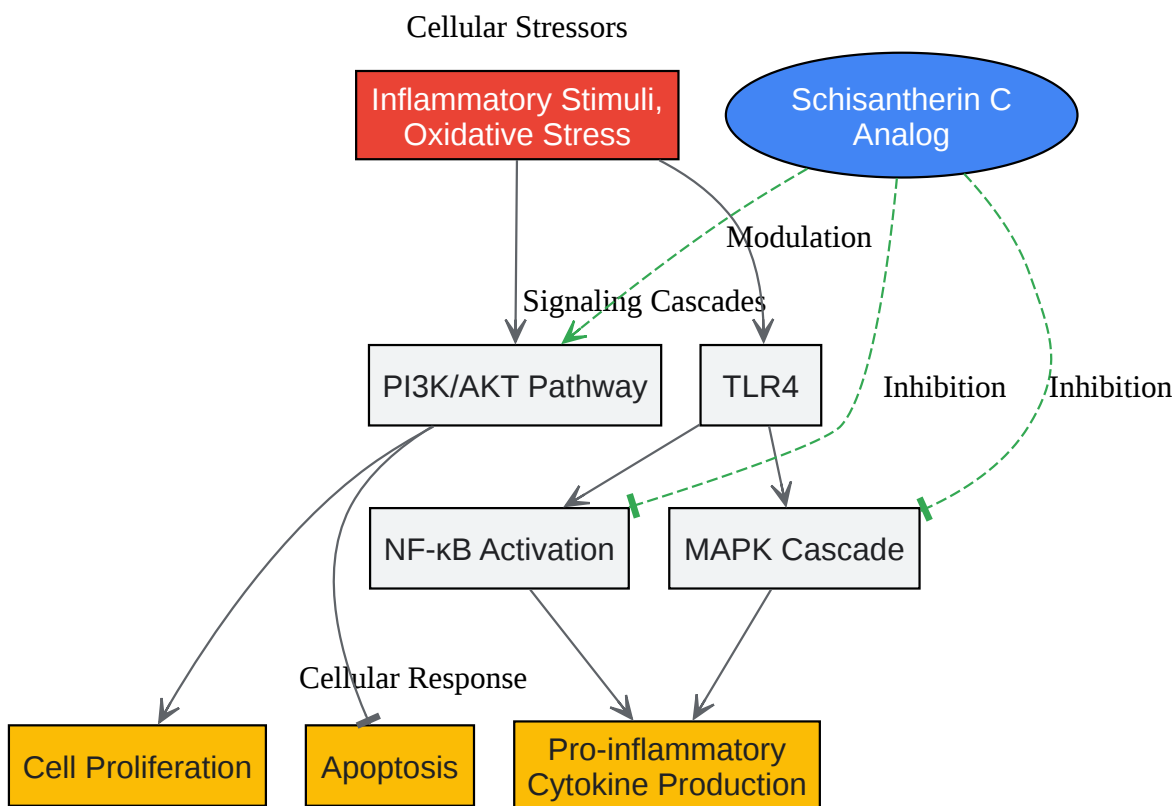 Cellular Stressors
Inflammatory Stimuli,
Oxidative Stress
Schisantherin C
Analog
Modulation
Signaling Cascades
PI3K/AKT Pathway
TLR4
Inhibition
Inhibition
NF-κB Activation
MAPK Cascade
Cellular Response
Cell Proliferation
Apoptosis
Pro-inflammatory
Cytokine Production